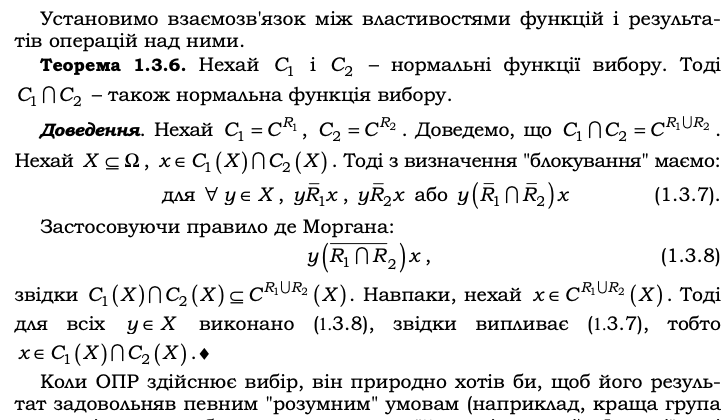 Установимо взаємозв'язок між властивостями функцій і результа-
тів операцій над ними.
Теорема 1.3.6. Нехай C₁ і C₂ – нормальні функції вибору. Тоді
C₁⋂C₂ – також нормальна функція вибору.
Доведення. Нехай C₁ = C^{R₁}, C₂ = C^{R₂}. Доведемо, що C₁⋂C₂ = C^{R₁⋃R₂}.
Нехай X ⊆ Ω, x ∈ C₁(X)⋂C₂(X). Тоді з визначення "блокування" маємо:
для ∀ y ∈ X, yR̄₁x, yR̄₂x або y(R̄₁⋂R̄₂)x (1.3.7).
Застосовуючи правило де Моргана:
y(\overline{R₁⋂R}₂)x, (1.3.8)
звідки C₁(X)⋂C₂(X) ⊆ C^{R₁⋃R₂}(X). Навпаки, нехай x ∈ C^{R₁⋃R₂}(X). Тоді
для всіх y ∈ X виконано (1.3.8), звідки випливає (1.3.7), тобто
x ∈ C₁(X)⋂C₂(X).♦
Коли ОПР здійснює вибір, він природно хотів би, щоб його резуль-
тат задовольняв певним "розумним" умовам (наприклад, краща група